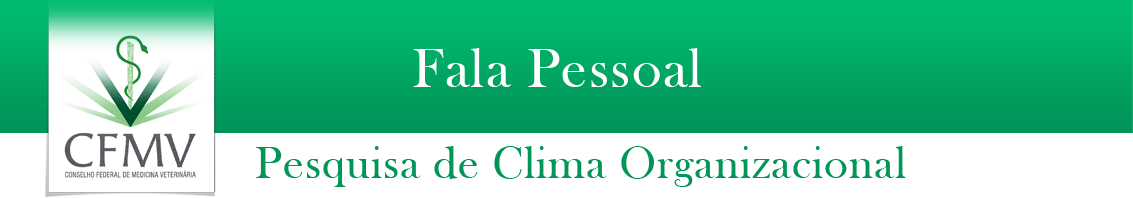 Fala Pessoal
CFMV
CONSELHO FEDERAL DE MEDICINA VETERINÁRIA
Pesquisa de Clima Organizacional